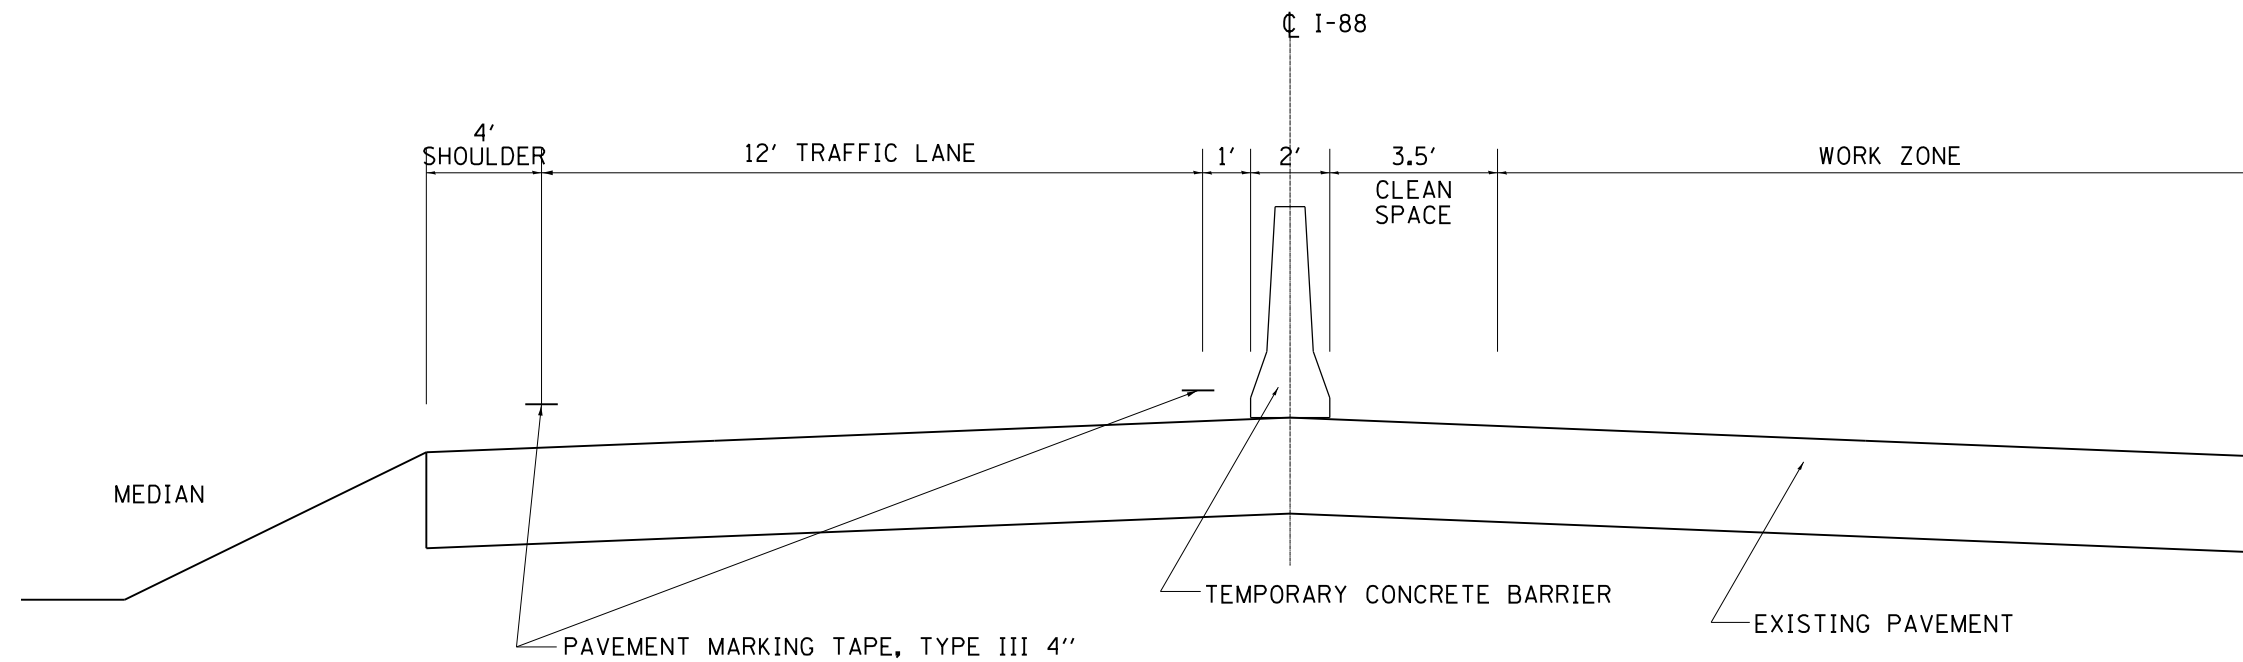 ℄ I-88
4'
SHOULDER
12' TRAFFIC LANE
1'
2'
3.5'
CLEAN
SPACE
WORK ZONE
MEDIAN
TEMPORARY CONCRETE BARRIER
EXISTING PAVEMENT
PAVEMENT MARKING TAPE, TYPE III 4''